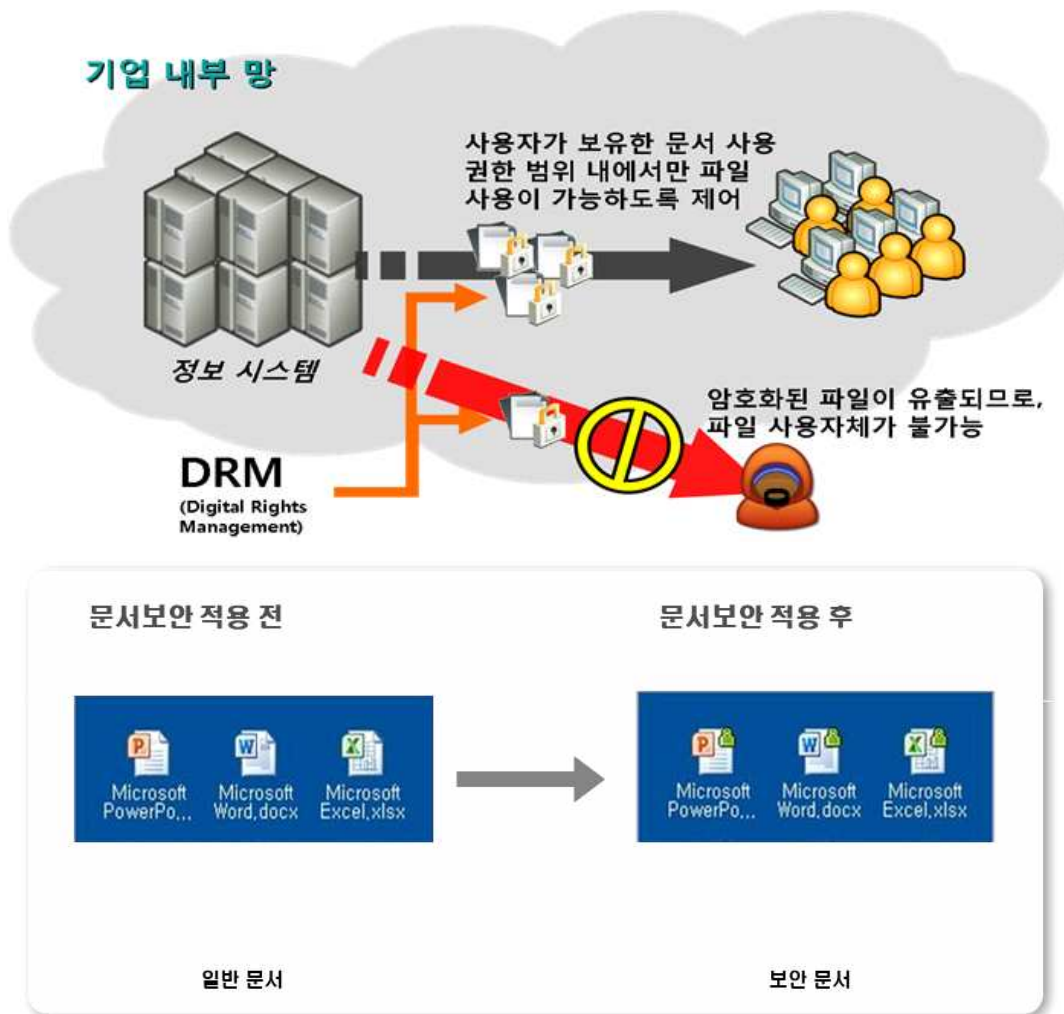 기업 내부 망
사용자가 보유한 문서 사용
권한 범위 내에서만 파일
사용이 가능하도록 제어
정보 시스템
암호화된 파일이 유출되므로,
파일 사용자체가 불가능
DRM
(Digital Rights
Management)
문서보안 적용 전
문서보안 적용 후
Microsoft PowerPo...
Microsoft Word.docx
Microsoft Excel.xlsx
Microsoft PowerPo...
Microsoft Word.docx
Microsoft Excel.xlsx
일반 문서
보안 문서